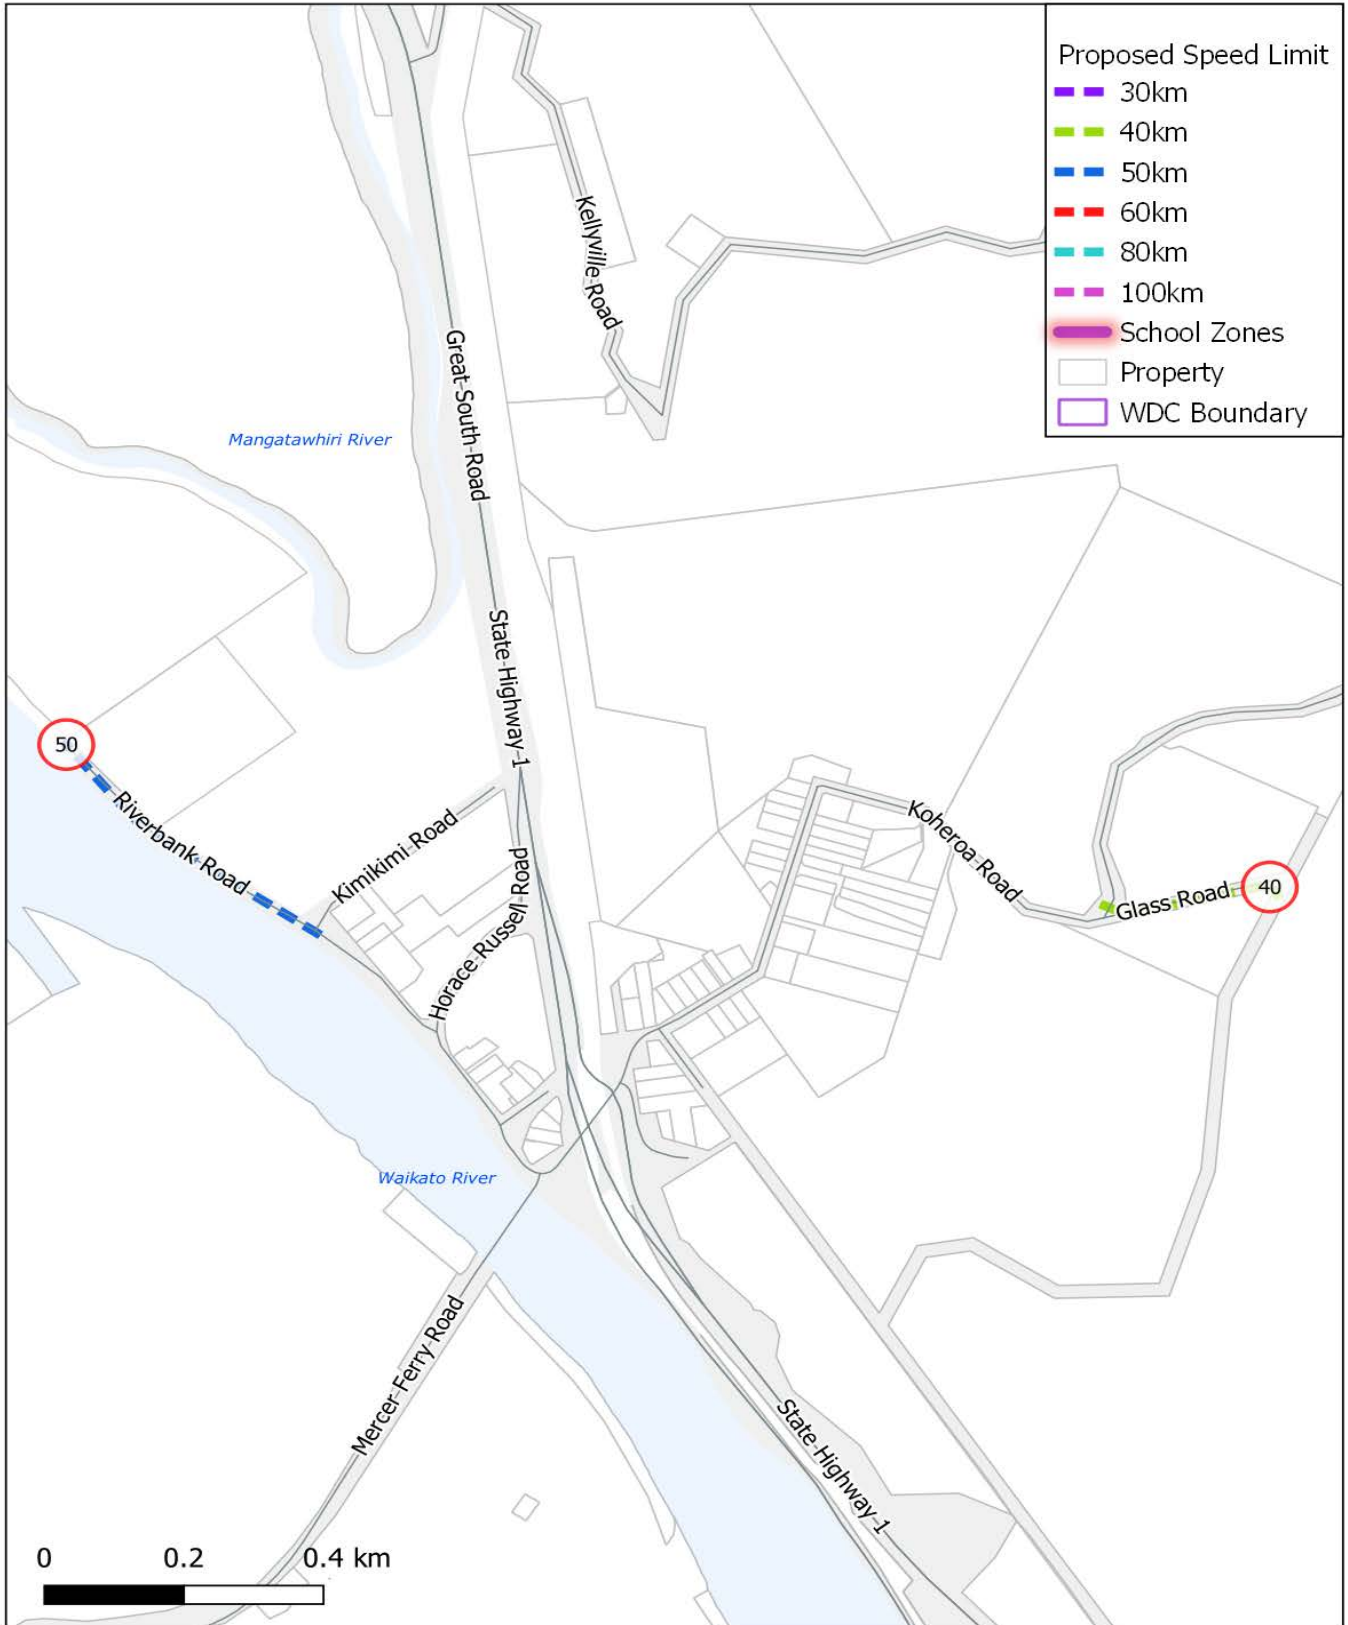 Proposed Speed Limit
30km
40km
50km
60km
80km
100km
School Zones
Property
WDC Boundary
Kellyville Road
Great South Road
Mangatawhiri River
State Highway 1
50
Riverbank Road
Kimikimi Road
Horace Russell Road
Koheroa Road
Glass Road
40
Waikato River
Mercer Ferry Road
State Highway 1
0 0.2 0.4 km